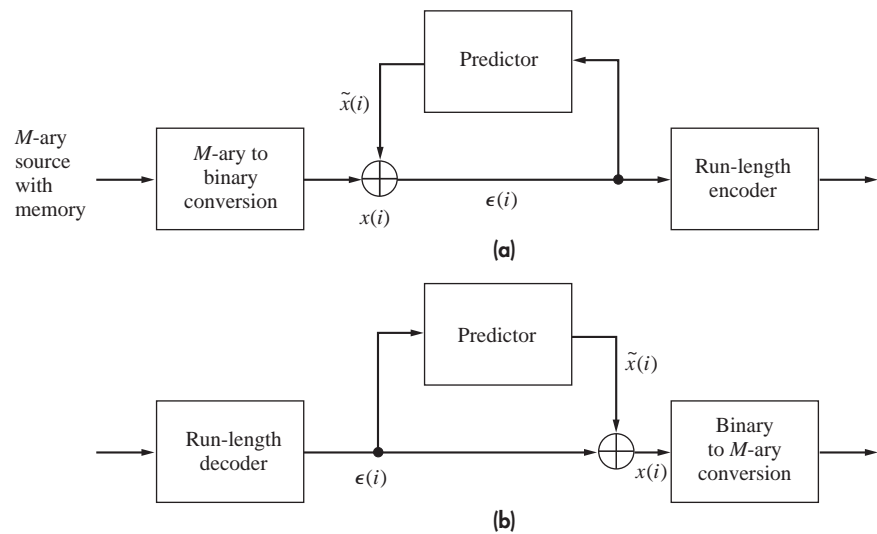 Predictor
x̃(i)
M-ary
source
with
memory
M-ary to
binary
conversion
x(i)
ϵ(i)
Run-length
encoder
(a)
Predictor
x̃(i)
Run-length
decoder
ϵ(i)
x(i)
Binary
to M-ary
conversion
(b)